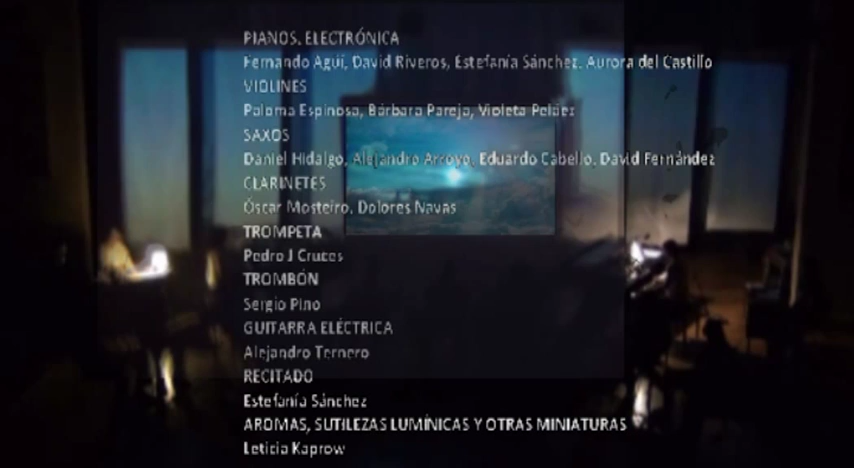 PIANOS, ELECTRÓNICA
Fernando Agüí, David Riveros, Estefanía Sánchez, Aurora del Castillo
VIOLINES
Paloma Espinosa, Bárbara Pareja, Violeta Peláez
SAXOS
Daniel Hidalgo, Alejandro Arroyo, Eduardo Cabello, David Fernández
CLARINETES
Óscar Mosteiro, Dolores Navas
TROMPETA
Pedro J Cruces
TROMBÓN
Sergio Pino
GUITARRA ELÉCTRICA
Alejandro Ternero
RECITADO
Estefanía Sánchez
AROMAS, SUTILEZAS LUMÍNICAS Y OTRAS MINIATURAS
Leticia Kaprow